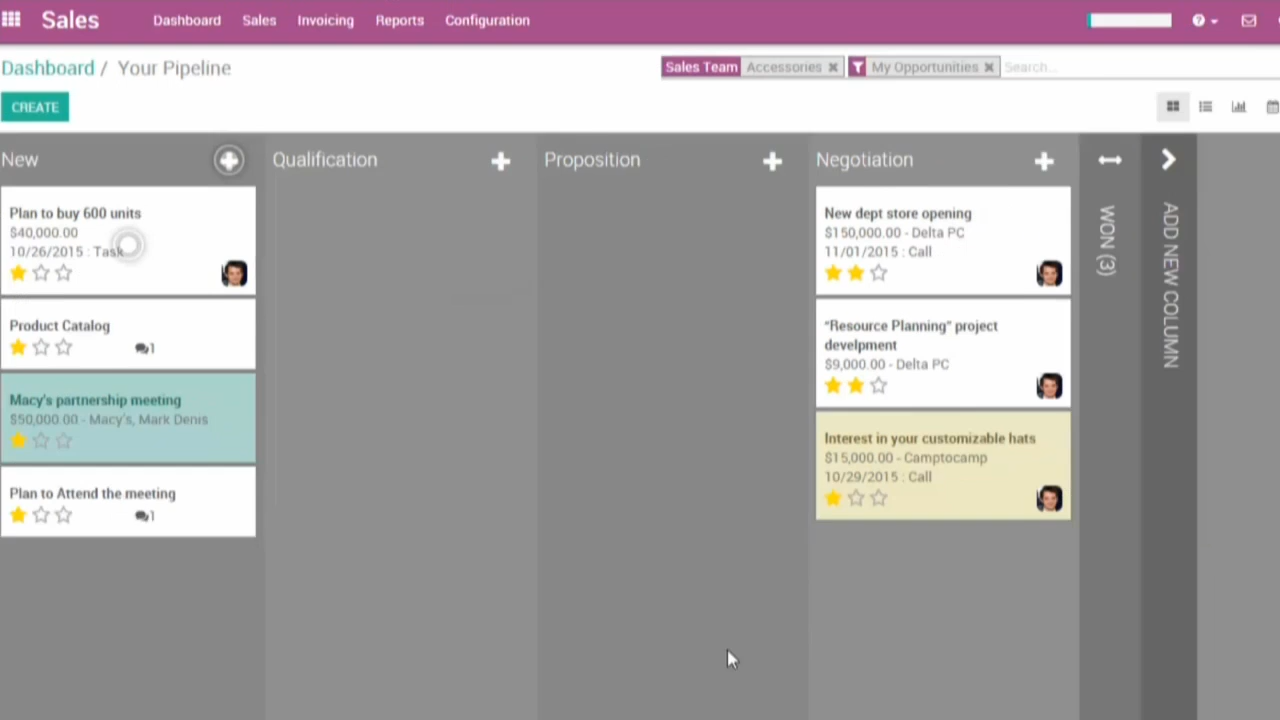 Sales Dashboard Sales Invoicing Reports Configuration
Dashboard / Your Pipeline
Sales Team Accessories My Opportunities Search...
CREATE
New
Plan to buy 600 units
$40,000.00
10/26/2015 : Task
Product Catalog
1
Macy's partnership meeting
$50,000.00 - Macy's, Mark Denis
Plan to Attend the meeting
1
Qualification
Proposition
Negotiation
New dept store opening
$150,000.00 - Delta PC
11/01/2015 : Call
“Resource Planning” project
develpment
$9,000.00 - Delta PC
Interest in your customizable hats
$15,000.00 - Camptocamp
10/29/2015 : Call
WON (3)
ADD NEW COLUMN